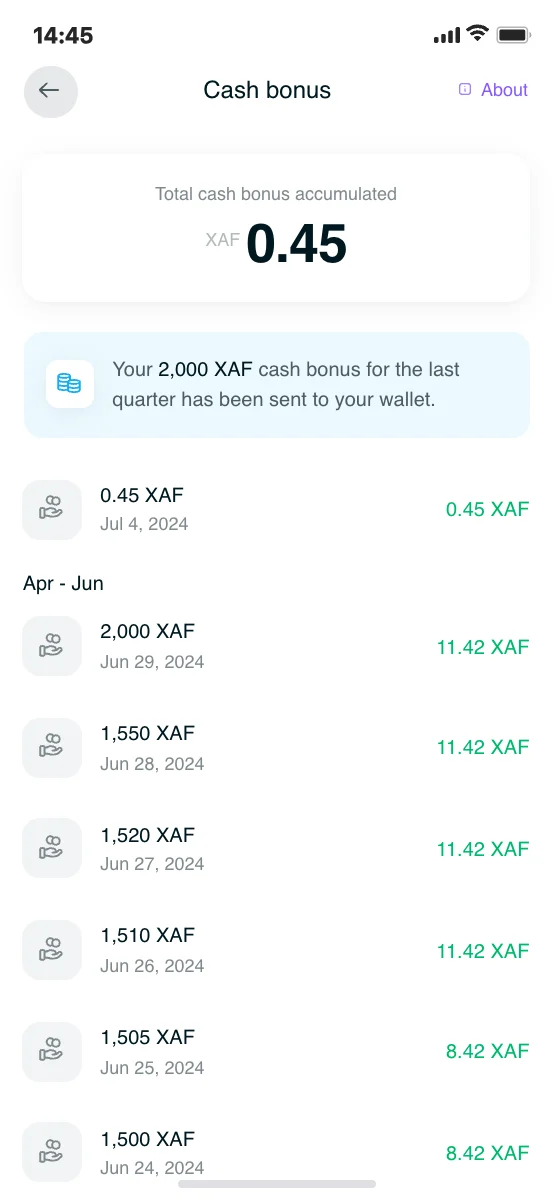 14:45
Cash bonus
About
Total cash bonus accumulated
XAF 0.45
Your 2,000 XAF cash bonus for the last
quarter has been sent to your wallet.
0.45 XAF
Jul 4, 2024
0.45 XAF
Apr - Jun
2,000 XAF
Jun 29, 2024
11.42 XAF
1,550 XAF
Jun 28, 2024
11.42 XAF
1,520 XAF
Jun 27, 2024
11.42 XAF
1,510 XAF
Jun 26, 2024
11.42 XAF
1,505 XAF
Jun 25, 2024
8.42 XAF
1,500 XAF
Jun 24, 2024
8.42 XAF